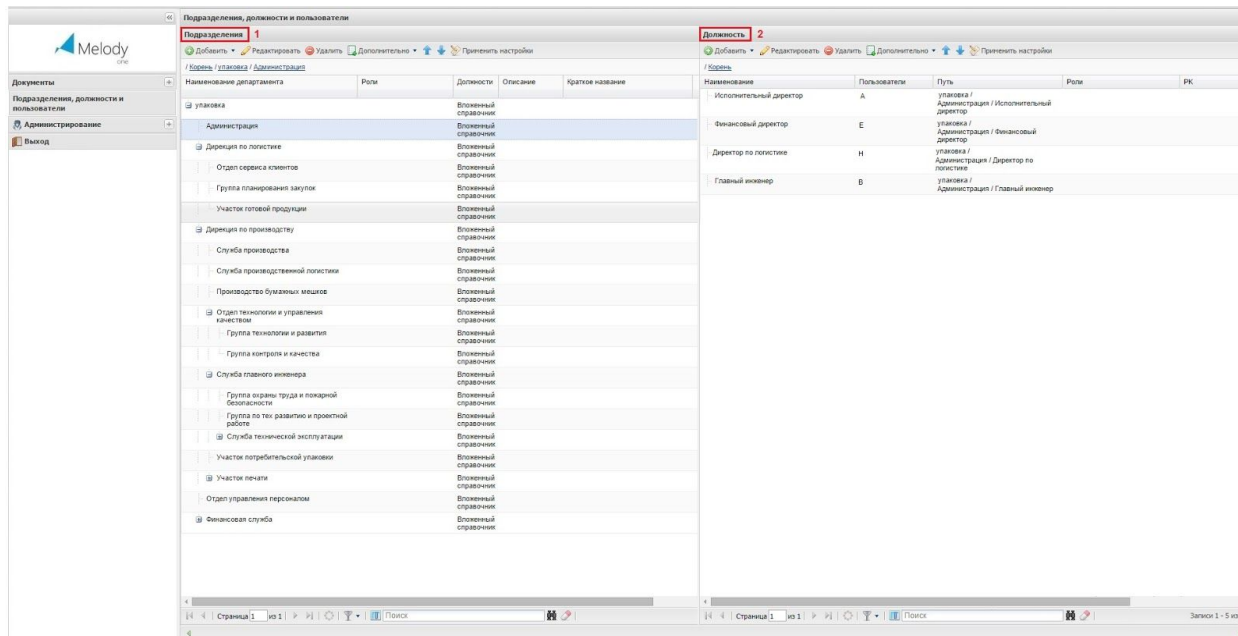 Подразделения, должности и пользователи
Melody
one
Документы
Подразделения, должности и
пользователи
Администрирование
Выход
Подразделения 1
Добавить Редактировать Удалить Дополнительно Применить настройки
/ Корень / упаковка / Администрация
Наименование департамента Роли Должности Описание Краткое название
упаковка Вложенный
справочник
Администрация Вложенный
справочник
Дирекция по логистике Вложенный
справочник
Отдел сервиса клиентов Вложенный
справочник
Группа планирования закупок Вложенный
справочник
Участок готовой продукции Вложенный
справочник
Дирекция по производству Вложенный
справочник
Служба производства Вложенный
справочник
Служба производственной логистики Вложенный
справочник
Производство бумажных мешков Вложенный
справочник
Отдел технологии и управления Вложенный
качеством справочник
Группа технологии и развития Вложенный
справочник
Группа контроля и качества Вложенный
справочник
Служба главного инженера Вложенный
справочник
Группа охраны труда и пожарной Вложенный
безопасности справочник
Группа по тех развитию и проектной Вложенный
работе справочник
Служба технической эксплуатации Вложенный
справочник
Участок потребительской упаковки Вложенный
справочник
Участок печати Вложенный
справочник
Отдел управления персоналом Вложенный
справочник
Финансовая служба Вложенный
справочник
Страница 1 из 1 Поиск
Должность 2
Добавить Редактировать Удалить Дополнительно Применить настройки
/ Корень
Наименование Пользователи Путь Роли РК
Исполнительный директор А упаковка /
Администрация / Исполнительный
директор
Финансовый директор Е упаковка /
Администрация / Финансовый
директор
Директор по логистике Н упаковка /
Администрация / Директор по
логистике
Главный инженер В упаковка /
Администрация / Главный инженер
Страница 1 из 1 Поиск Записи 1 - 5 из